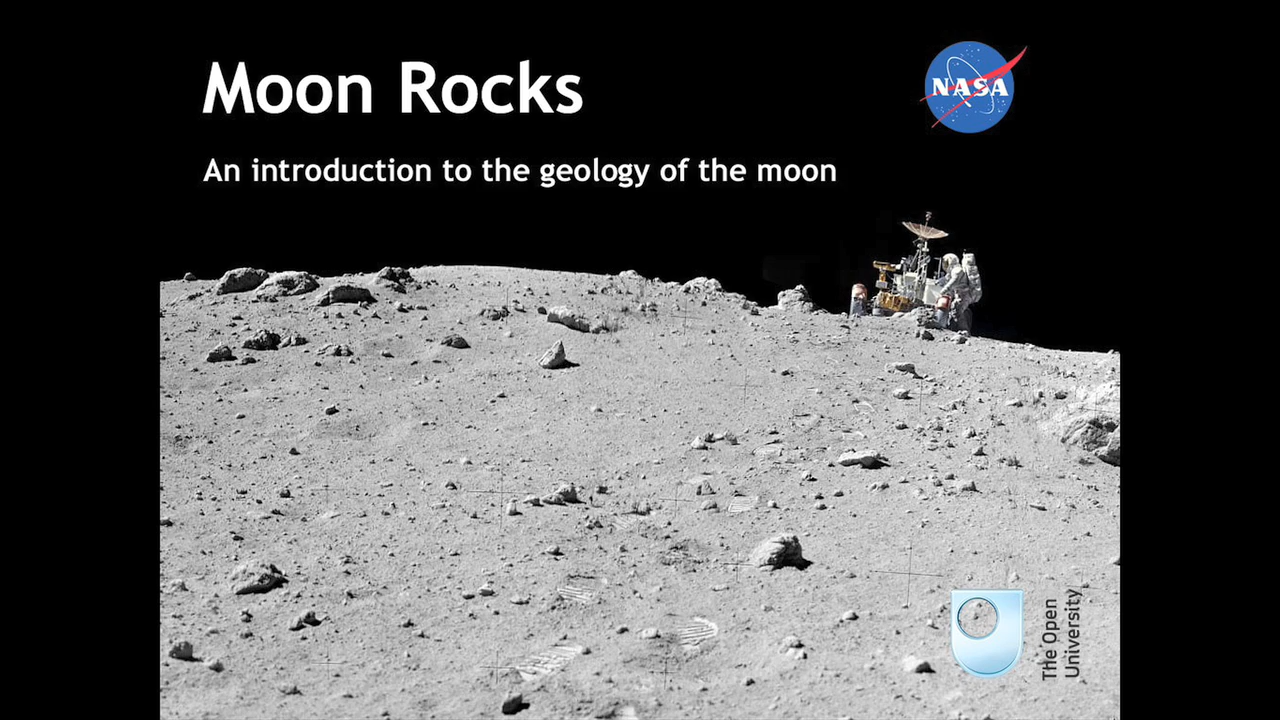 Moon Rocks
NASA
An introduction to the geology of the moon
The Open
University